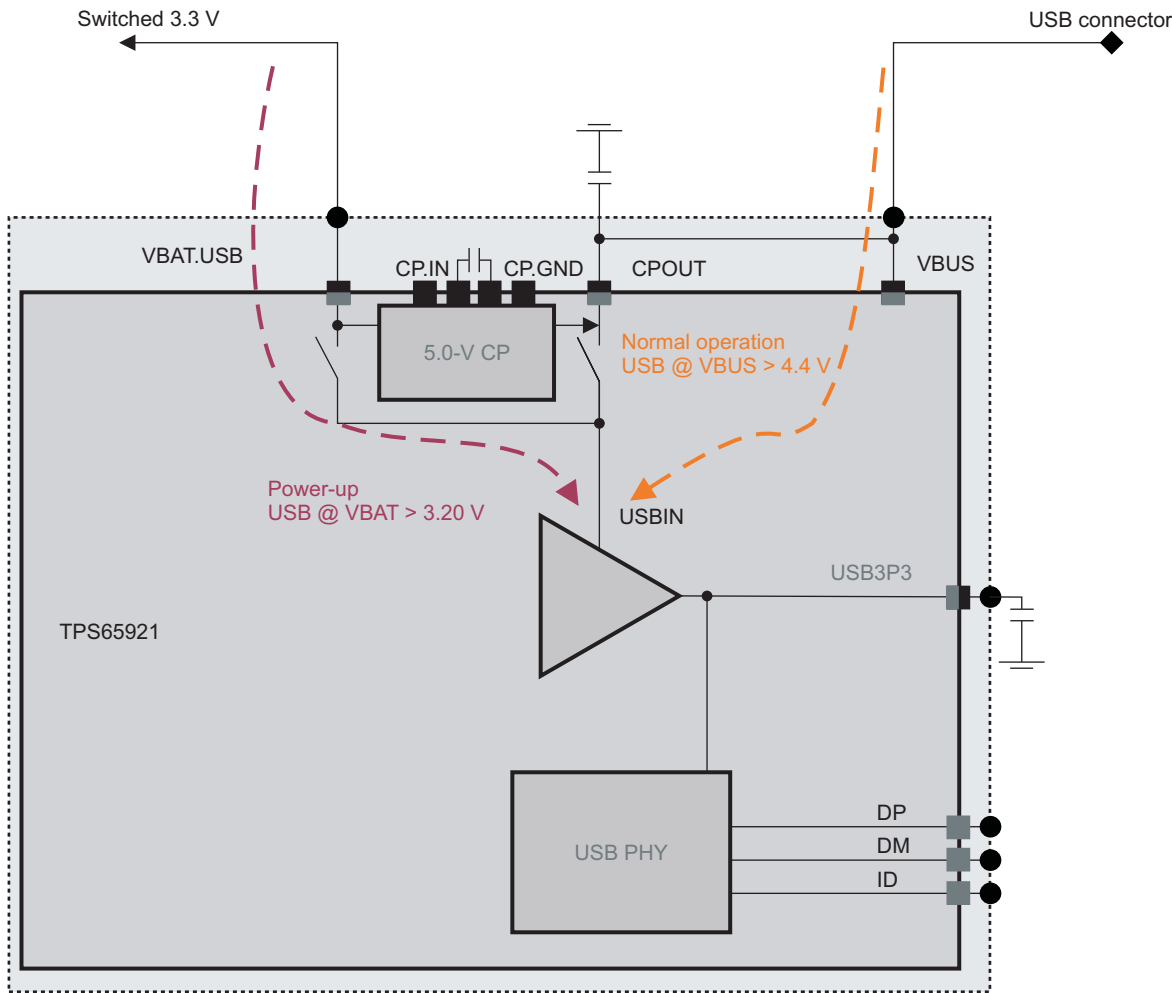 Switched 3.3 V
USB connector
VBAT.USB
CP.IN
CP.GND
CPOUT
VBUS
5.0-V CP
Normal operation
USB @ VBUS > 4.4 V
Power-up
USB @ VBAT > 3.20 V
USBIN
USB3P3
TPS65921
USB PHY
DP
DM
ID